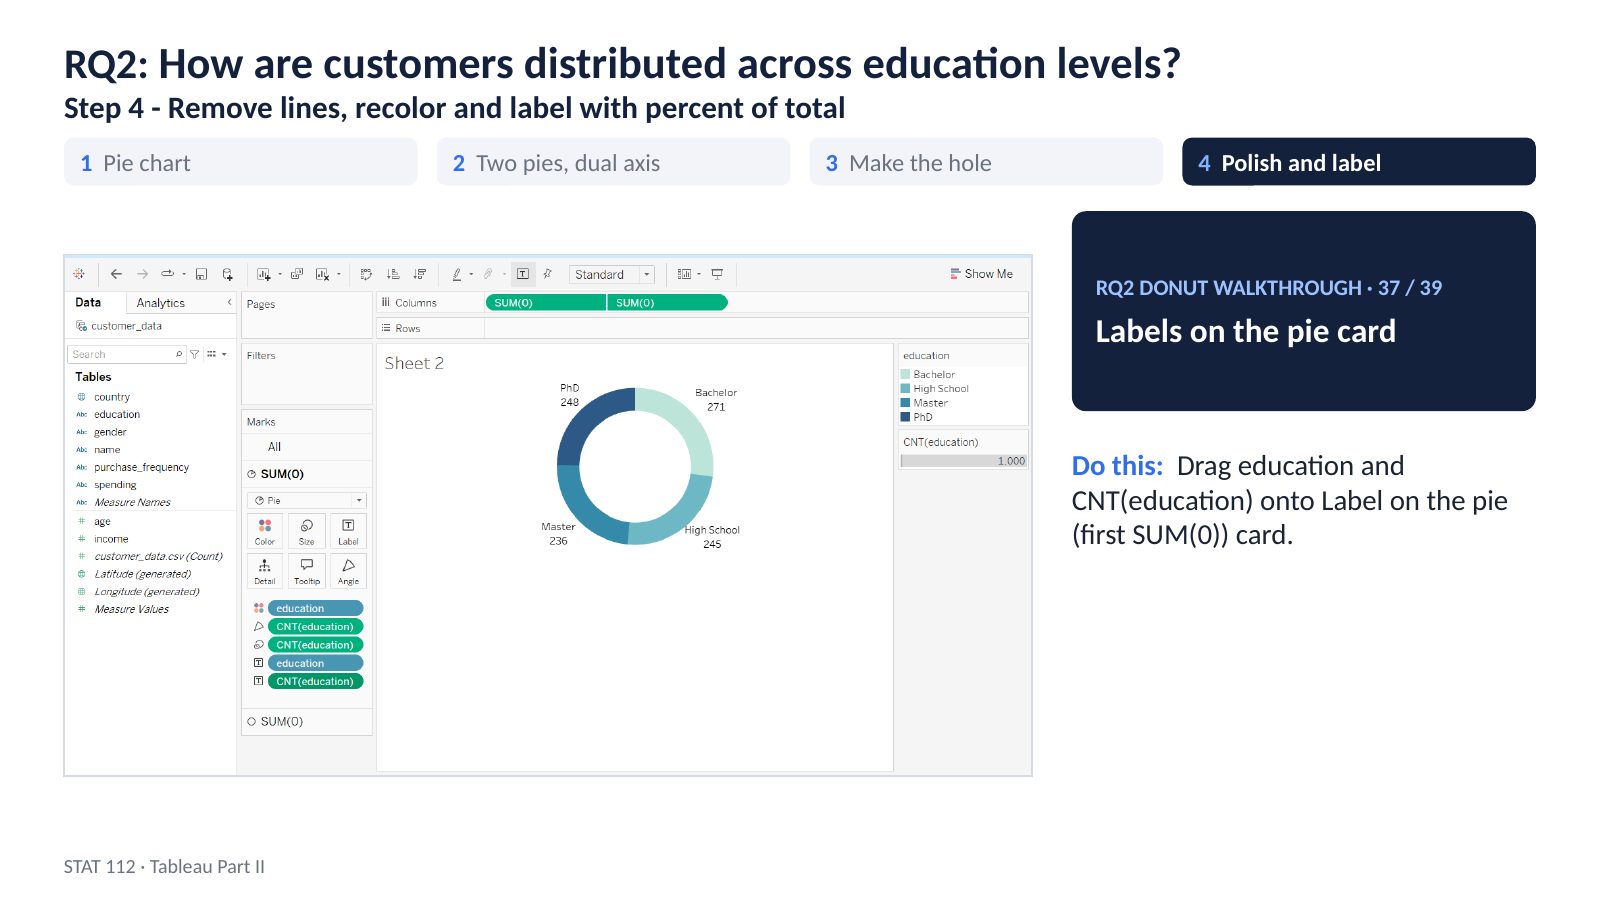 RQ2: How are customers distributed across education levels?
Step 4 - Remove lines, recolor and label with percent of total
1 Pie chart
2 Two pies, dual axis
3 Make the hole
4 Polish and label
Standard
Show Me
Data
Analytics
customer_data
Search
Tables
country
Abc education
Abc gender
Abc name
Abc purchase_frequency
Abc spending
Abc Measure Names
# age
# income
# customer_data.csv (Count)
Latitude (generated)
Longitude (generated)
# Measure Values
Pages
Filters
Marks
All
SUM(0)
Pie
Color
Size
T
Label
Detail
Tooltip
Angle
education
CNT(education)
CNT(education)
T education
T CNT(education)
SUM(0)
Columns
SUM(0)
SUM(0)
Rows
Sheet 2
PhD
248
Bachelor
271
Master
236
High School
245
education
Bachelor
High School
Master
PhD
CNT(education)
1,000
RQ2 DONUT WALKTHROUGH · 37 / 39
Labels on the pie card
Do this: Drag education and
CNT(education) onto Label on the pie
(first SUM(0)) card.
STAT 112 · Tableau Part II